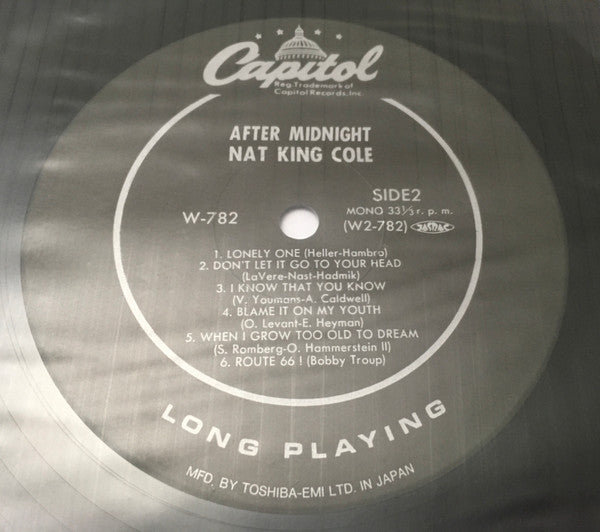 Capitol
Reg. Trademark of
Capitol Records, Inc.
AFTER MIDNIGHT
NAT KING COLE
SIDE2
W-782
MONO 33⅓ r. p. m.
(W2-782) JASRAC
1. LONELY ONE (Heller-Hambro)
2. DON'T LET IT GO TO YOUR HEAD
(LaVere-Nast-Hadmik)
3. I KNOW THAT YOU KNOW
(V. Youmans-A. Caldwell)
4. BLAME IT ON MY YOUTH
(O. Levant-E. Heyman)
5. WHEN I GROW TOO OLD TO DREAM
(S. Romberg-O. Hammerstein II)
6. ROUTE 66 ! (Bobby Troup)
LONG PLAYING
MFD. BY TOSHIBA-EMI LTD. IN JAPAN